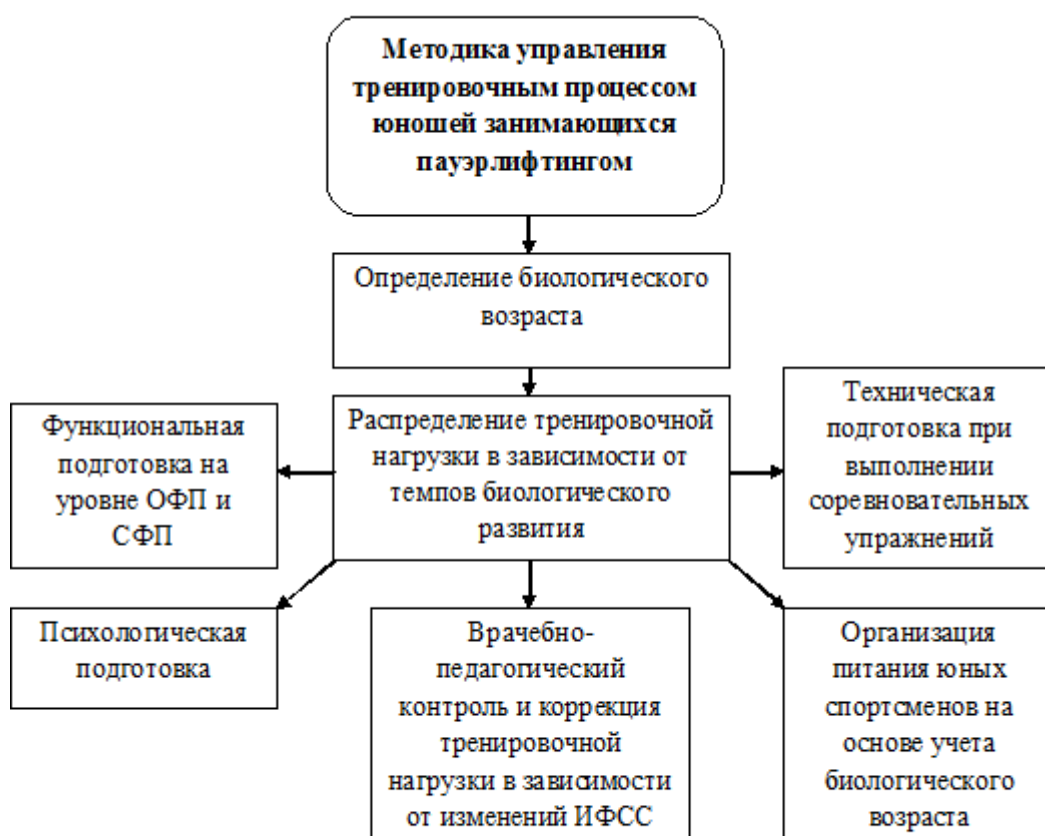 Методика управления
тренировочным процессом
юношей занимающихся
пауэрлифтингом
Определение биологического
возраста
Функциональная
подготовка на
уровне ОФП и
СФП
Распределение тренировочной
нагрузки в зависимости от
темпов биологического
развития
Техническая
подготовка при
выполнении
соревновательных
упражнений
Психологическая
подготовка
Врачебно-
педагогический
контроль и коррекция
тренировочной
нагрузки в зависимости
от изменений ИФСС
Организация
питания юных
спортсменов на
основе учета
биологического
возраста